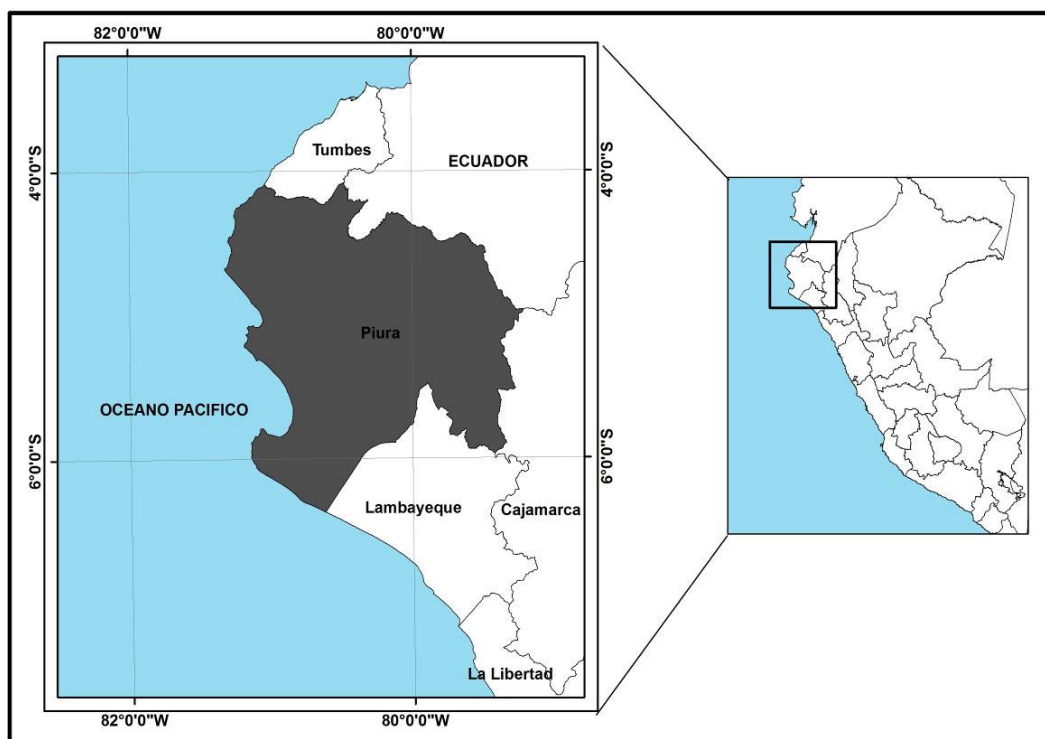 82°0'0"W
80°0'0"W
Tumbes
ECUADOR
4°0'0"S
4°0'0"S
Piura
OCEANO PACIFICO
6°0'0"S
6°0'0"S
Lambayeque
Cajamarca
La Libertad
82°0'0"W
80°0'0"W